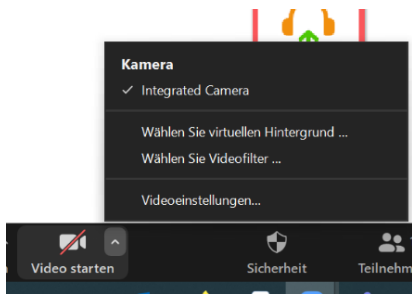 Kamera
Integrated Camera
Wählen Sie virtuellen Hintergrund ...
Wählen Sie Videofilter ...
Videoeinstellungen...
Video starten
Sicherheit
Teilnehm